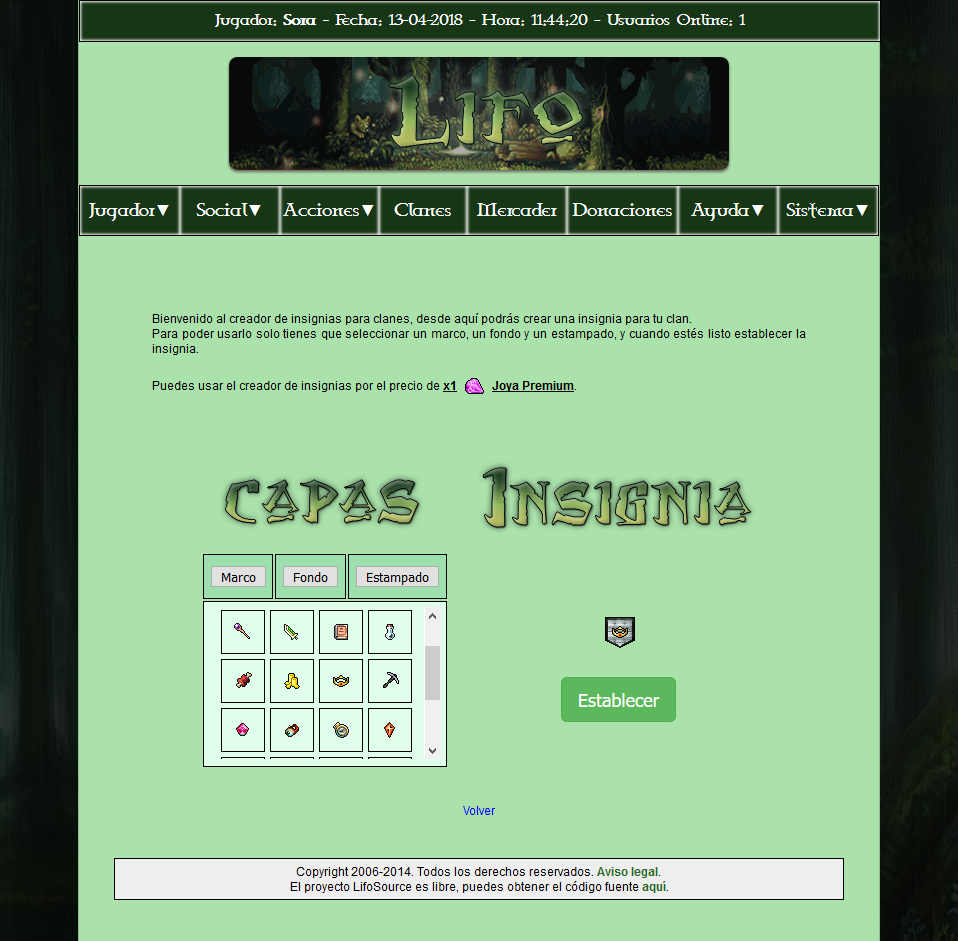 Jugador: Sora - Fecha: 13-04-2018 - Hora: 11:44:20 - Usuarios Online: 1
Lifo
Jugador▼ Social▼ Acciones▼ Clanes Mercader Donaciones Ayuda▼ Sistema▼
Bienvenido al creador de insignias para clanes, desde aquí podrás crear una insignia para tu clan.
Para poder usarlo solo tienes que seleccionar un marco, un fondo y un estampado, y cuando estés listo establecer la
insignia.
Puedes usar el creador de insignias por el precio de x1 Joya Premium.
Capas Insignia
Marco Fondo Estampado
Establecer
Volver
Copyright 2006-2014. Todos los derechos reservados. Aviso legal.
El proyecto LifoSource es libre, puedes obtener el código fuente aquí.